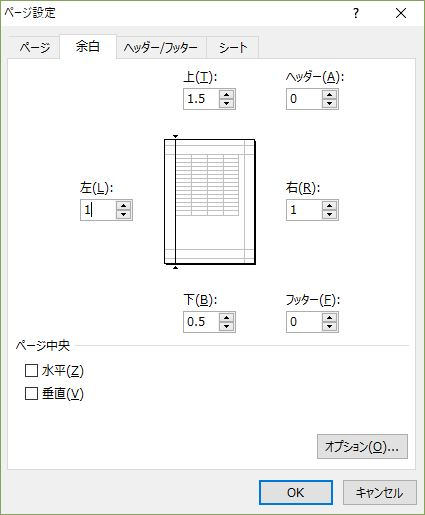 ページ設定 ? ×
ページ 余白 ヘッダー/フッター シート
上(T): ヘッダー(A):
1.5 0
左(L): 右(R):
1 1
下(B): フッター(F):
0.5 0
ページ中央
水平(Z)
垂直(V)
オプション(O)...
OK キャンセル